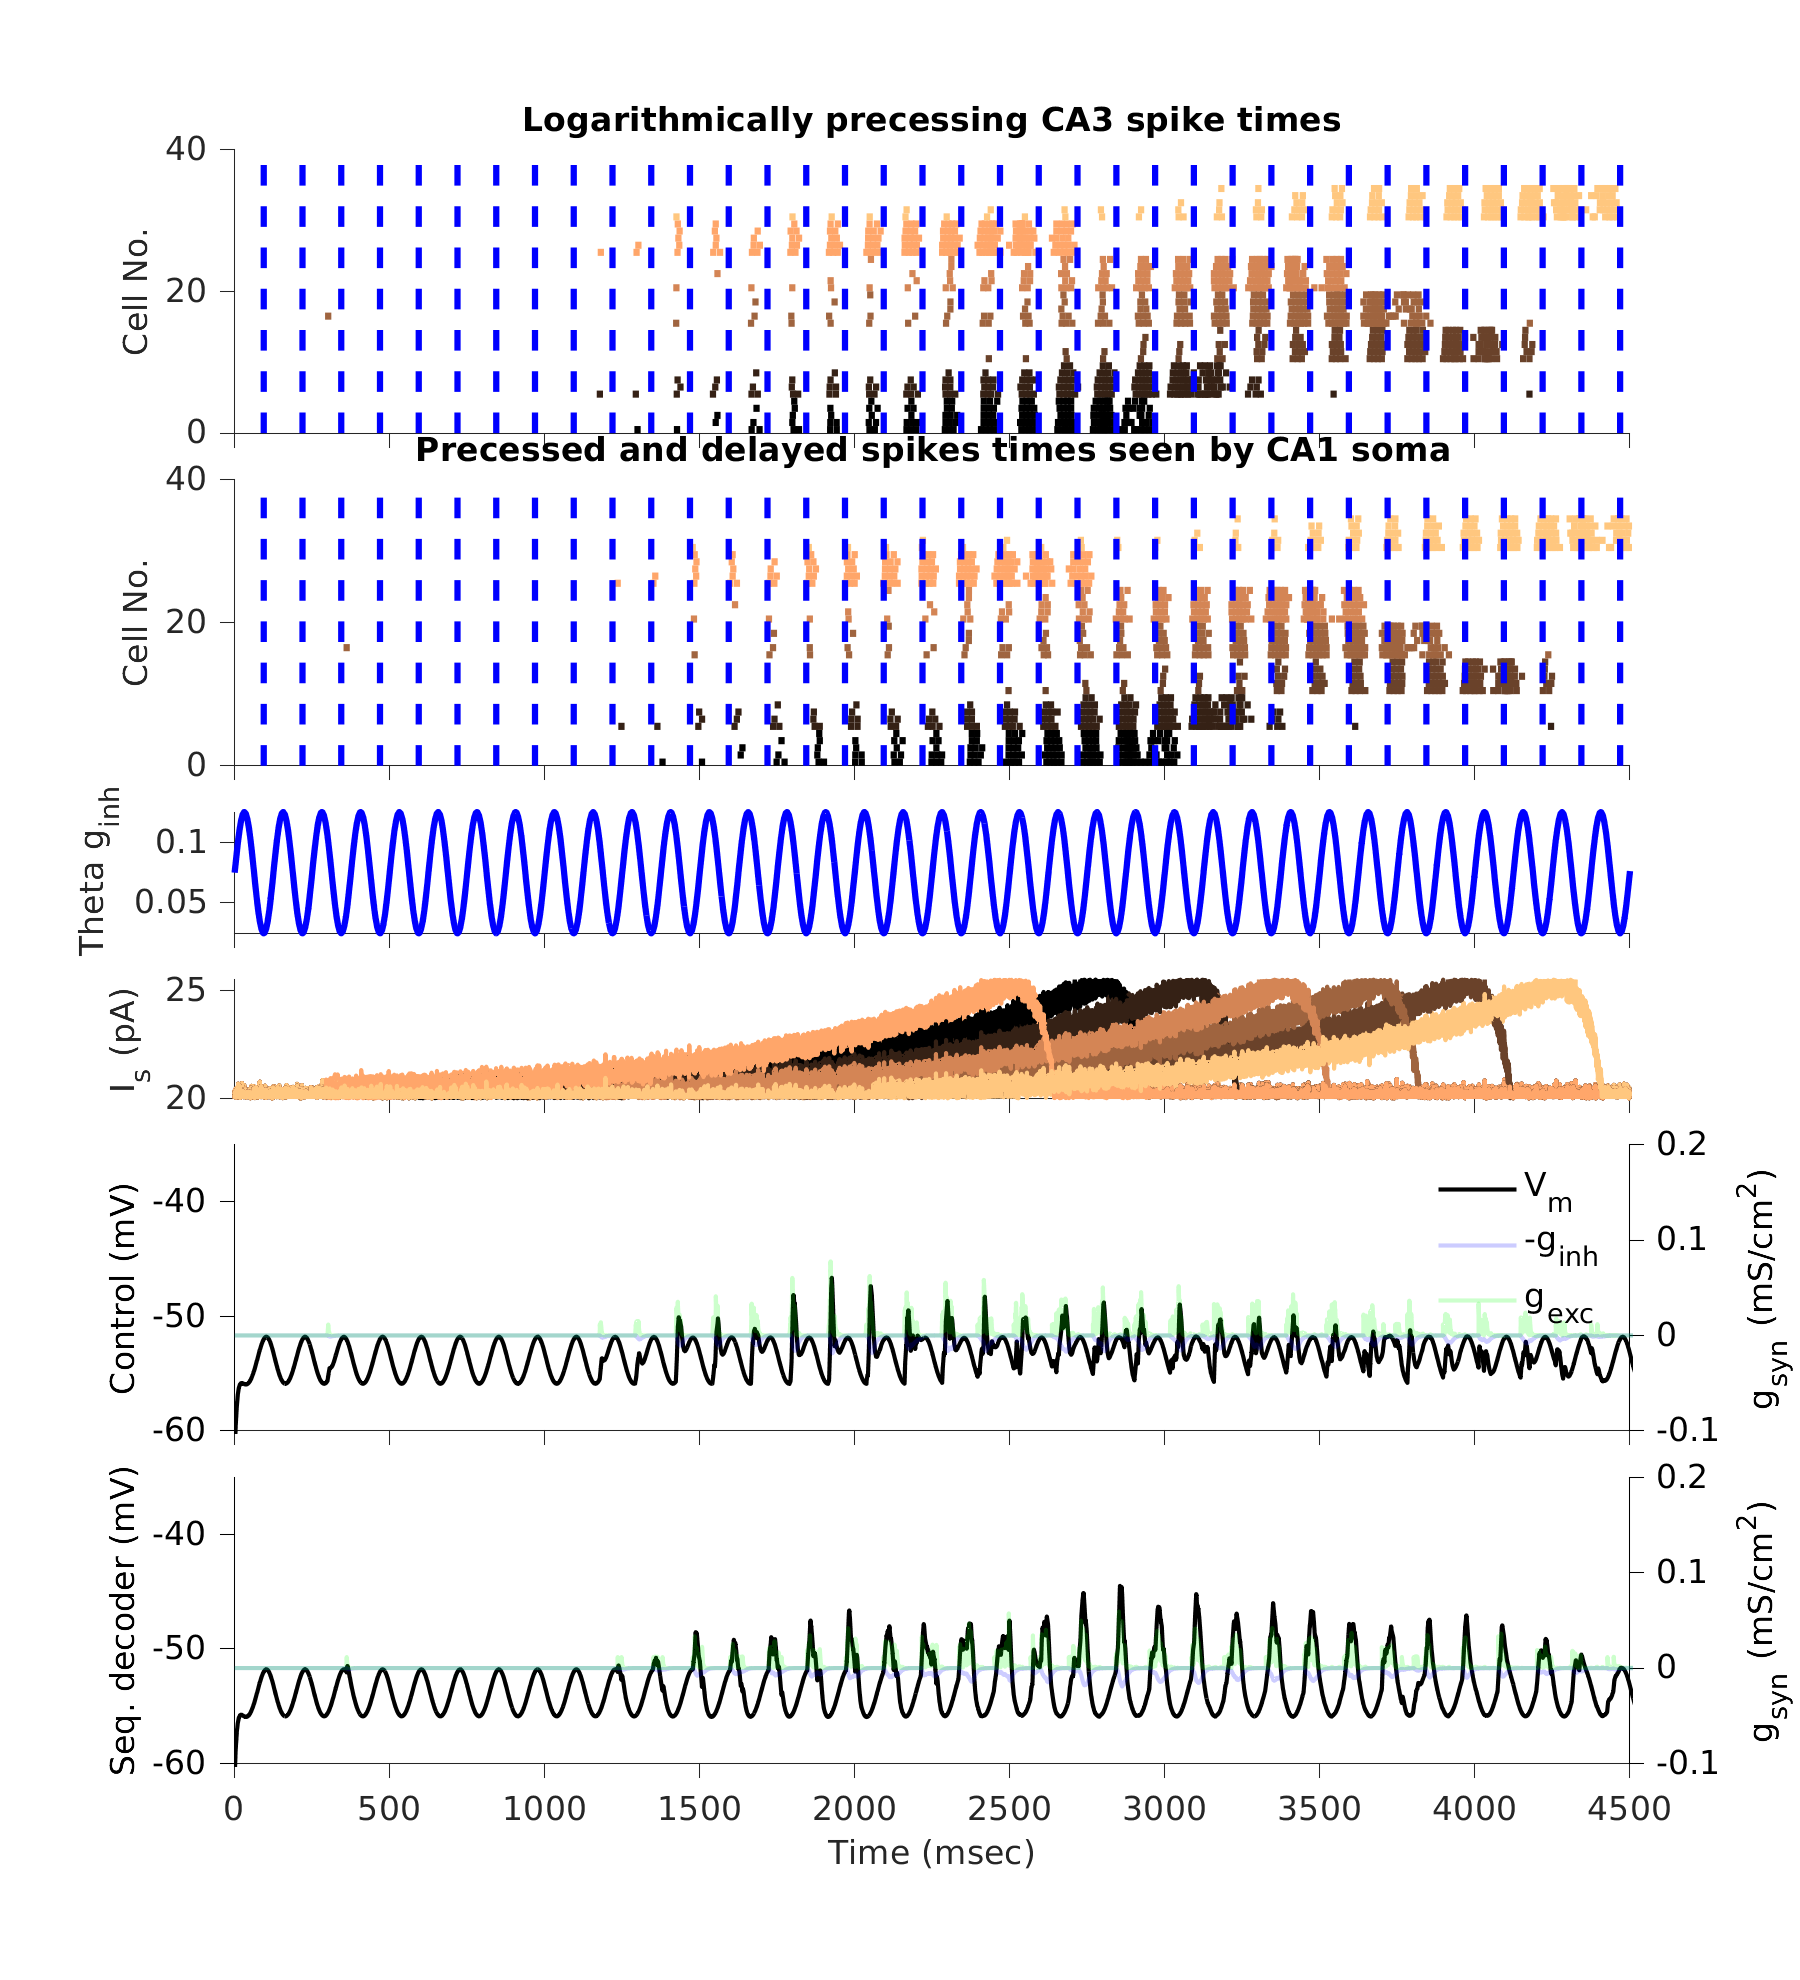 Logarithmically precessing CA3 spike times
40
20
0
Cell No.
Precessed and delayed spikes times seen by CA1 soma
40
20
0
Cell No.
0.1
0.05
Theta g_inh
25
20
I_s (pA)
-40
-50
-60
Control (mV)
V_m
-g_inh
g_exc
0.2
0.1
0
-0.1
g_syn (mS/cm²)
-40
-50
-60
Seq. decoder (mV)
0.2
0.1
0
-0.1
g_syn (mS/cm²)
0 500 1000 1500 2000 2500 3000 3500 4000 4500
Time (msec)